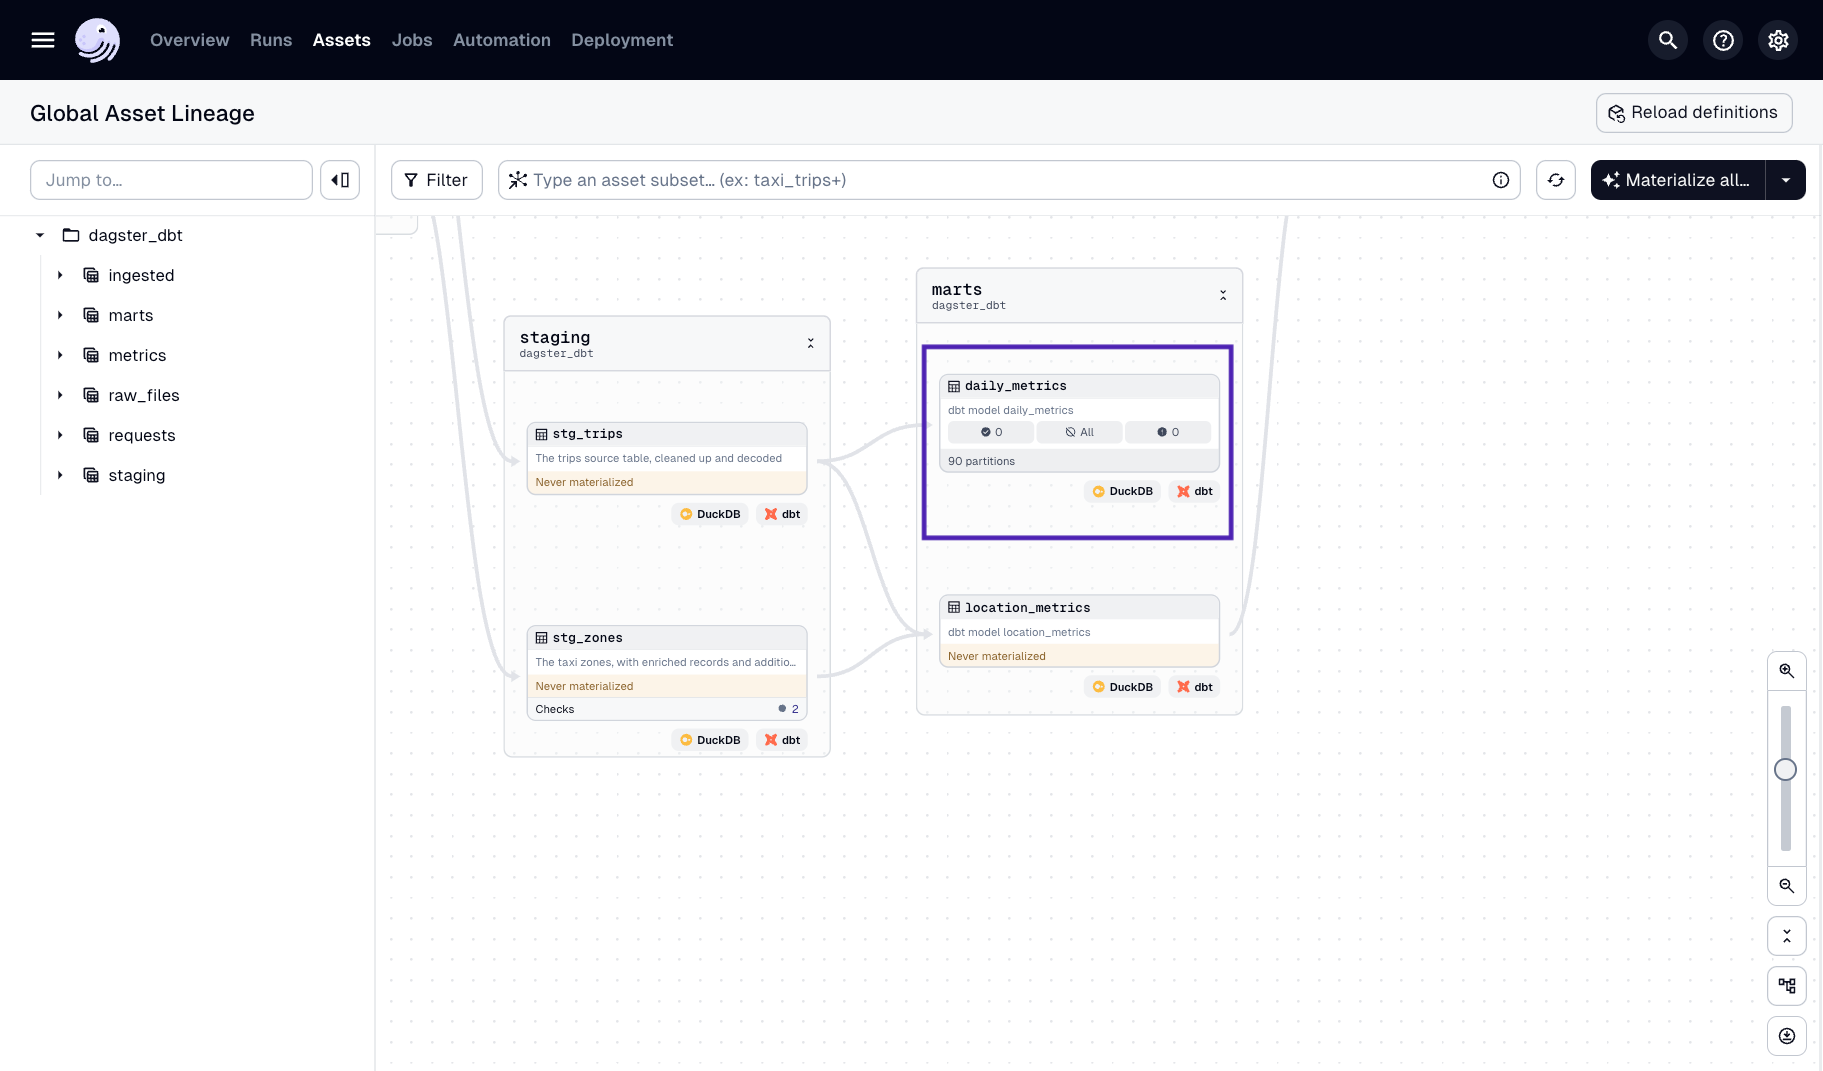 Overview Runs Assets Jobs Automation Deployment
Global Asset Lineage
Reload definitions
Jump to…
Filter
Type an asset subset… (ex: taxi_trips+)
Materialize all…
dagster_dbt
ingested
marts
metrics
raw_files
requests
staging
staging
dagster_dbt
stg_trips
The trips source table, cleaned up and decoded
Never materialized
DuckDB dbt
stg_zones
The taxi zones, with enriched records and additio…
Never materialized
Checks 2
DuckDB dbt
marts
dagster_dbt
daily_metrics
dbt model daily_metrics
0 All 0
90 partitions
DuckDB dbt
location_metrics
dbt model location_metrics
Never materialized
DuckDB dbt